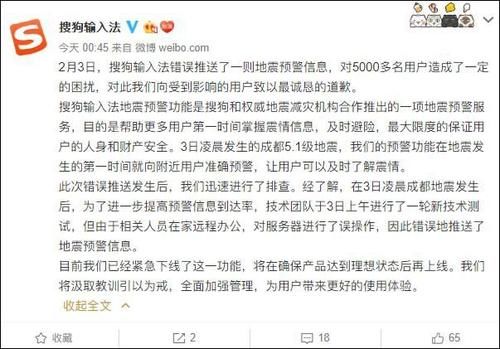 搜狗输入法
今天 00:45 来自 微博 weibo.com
2月3日，搜狗输入法错误推送了一则地震预警信息，对5000多名用户造成了一定
的困扰，对此我们向受到影响的用户致以最诚恳的道歉。
搜狗输入法地震预警功能是搜狗和权威地震减灾机构合作推出的一项地震预警服
务，目的是帮助更多用户第一时间掌握震情信息，及时避险，最大限度的保证用
户的人身和财产安全。3日凌晨发生的成都5.1级地震，我们的预警功能在地震发
生的第一时间就向附近用户准确预警，让用户可以及时了解震情。
此次错误推送发生后，我们迅速进行了排查。经了解，在3日凌晨成都地震发生
后，为了进一步提高预警信息到达率，技术团队于3日上午进行了一轮新技术测
试，但由于相关人员在家远程办公，对服务器进行了误操作，因此错误地推送了
地震预警信息。
目前我们已经紧急下线了这一功能，将在确保产品达到理想状态后再上线。我们
将汲取教训引以为戒，全面加强管理，为用户带来更好的使用体验。
收起全文
收藏 2 18 65